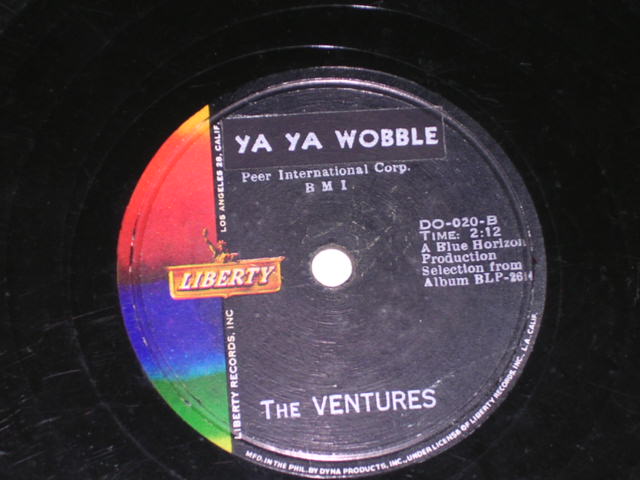 YA YA WOBBLE
Peer International Corp.
BMI
DO-020-B
TIME: 2:12
A Blue Horizon
Production
Selection from
Album
LIBERTY
THE VENTURES
LOS ANGELES 28, CALIF.
LIBERTY RECORDS, INC
MFD. IN THE PHIL. BY DYNA PRODUCTS, INC., UNDER LICENSE OF LIBERTY RECORDS, INC. L.A. CALIF.